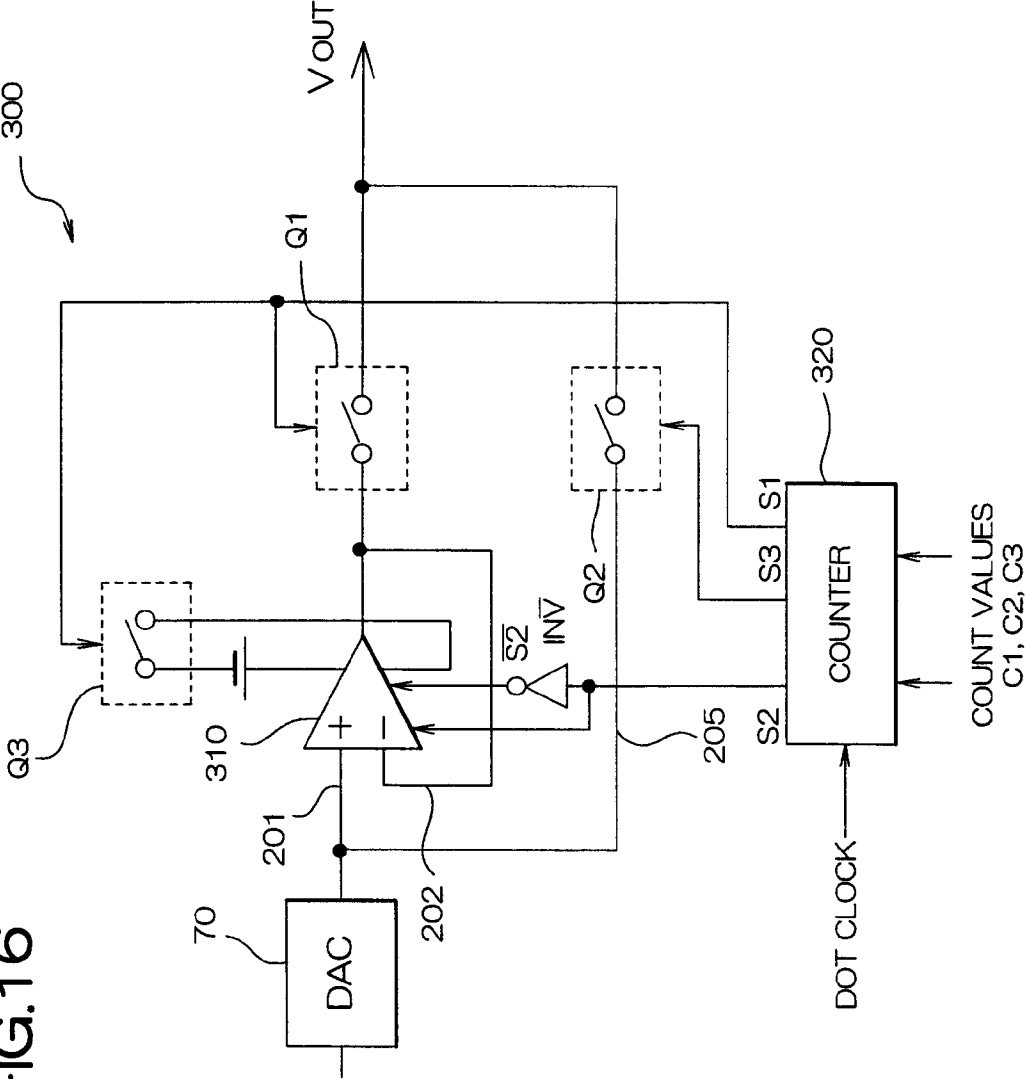 FIG.16
300
Q3
Q1
V OUT
310
+
−
201
202
70
DAC
S2
INV
Q2
205
S2
S3
S1
320
COUNTER
DOT CLOCK
COUNT VALUES
C1, C2, C3